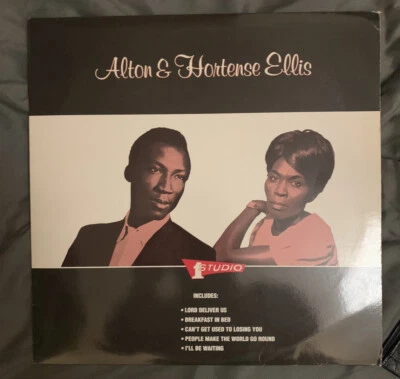 Alton & Hortense Ellis
1 STUDIO
INCLUDES:
• LORD DELIVER US
• BREAKFAST IN BED
• CAN'T GET USED TO LOSING YOU
• PEOPLE MAKE THE WORLD GO ROUND
• I'LL BE WAITING